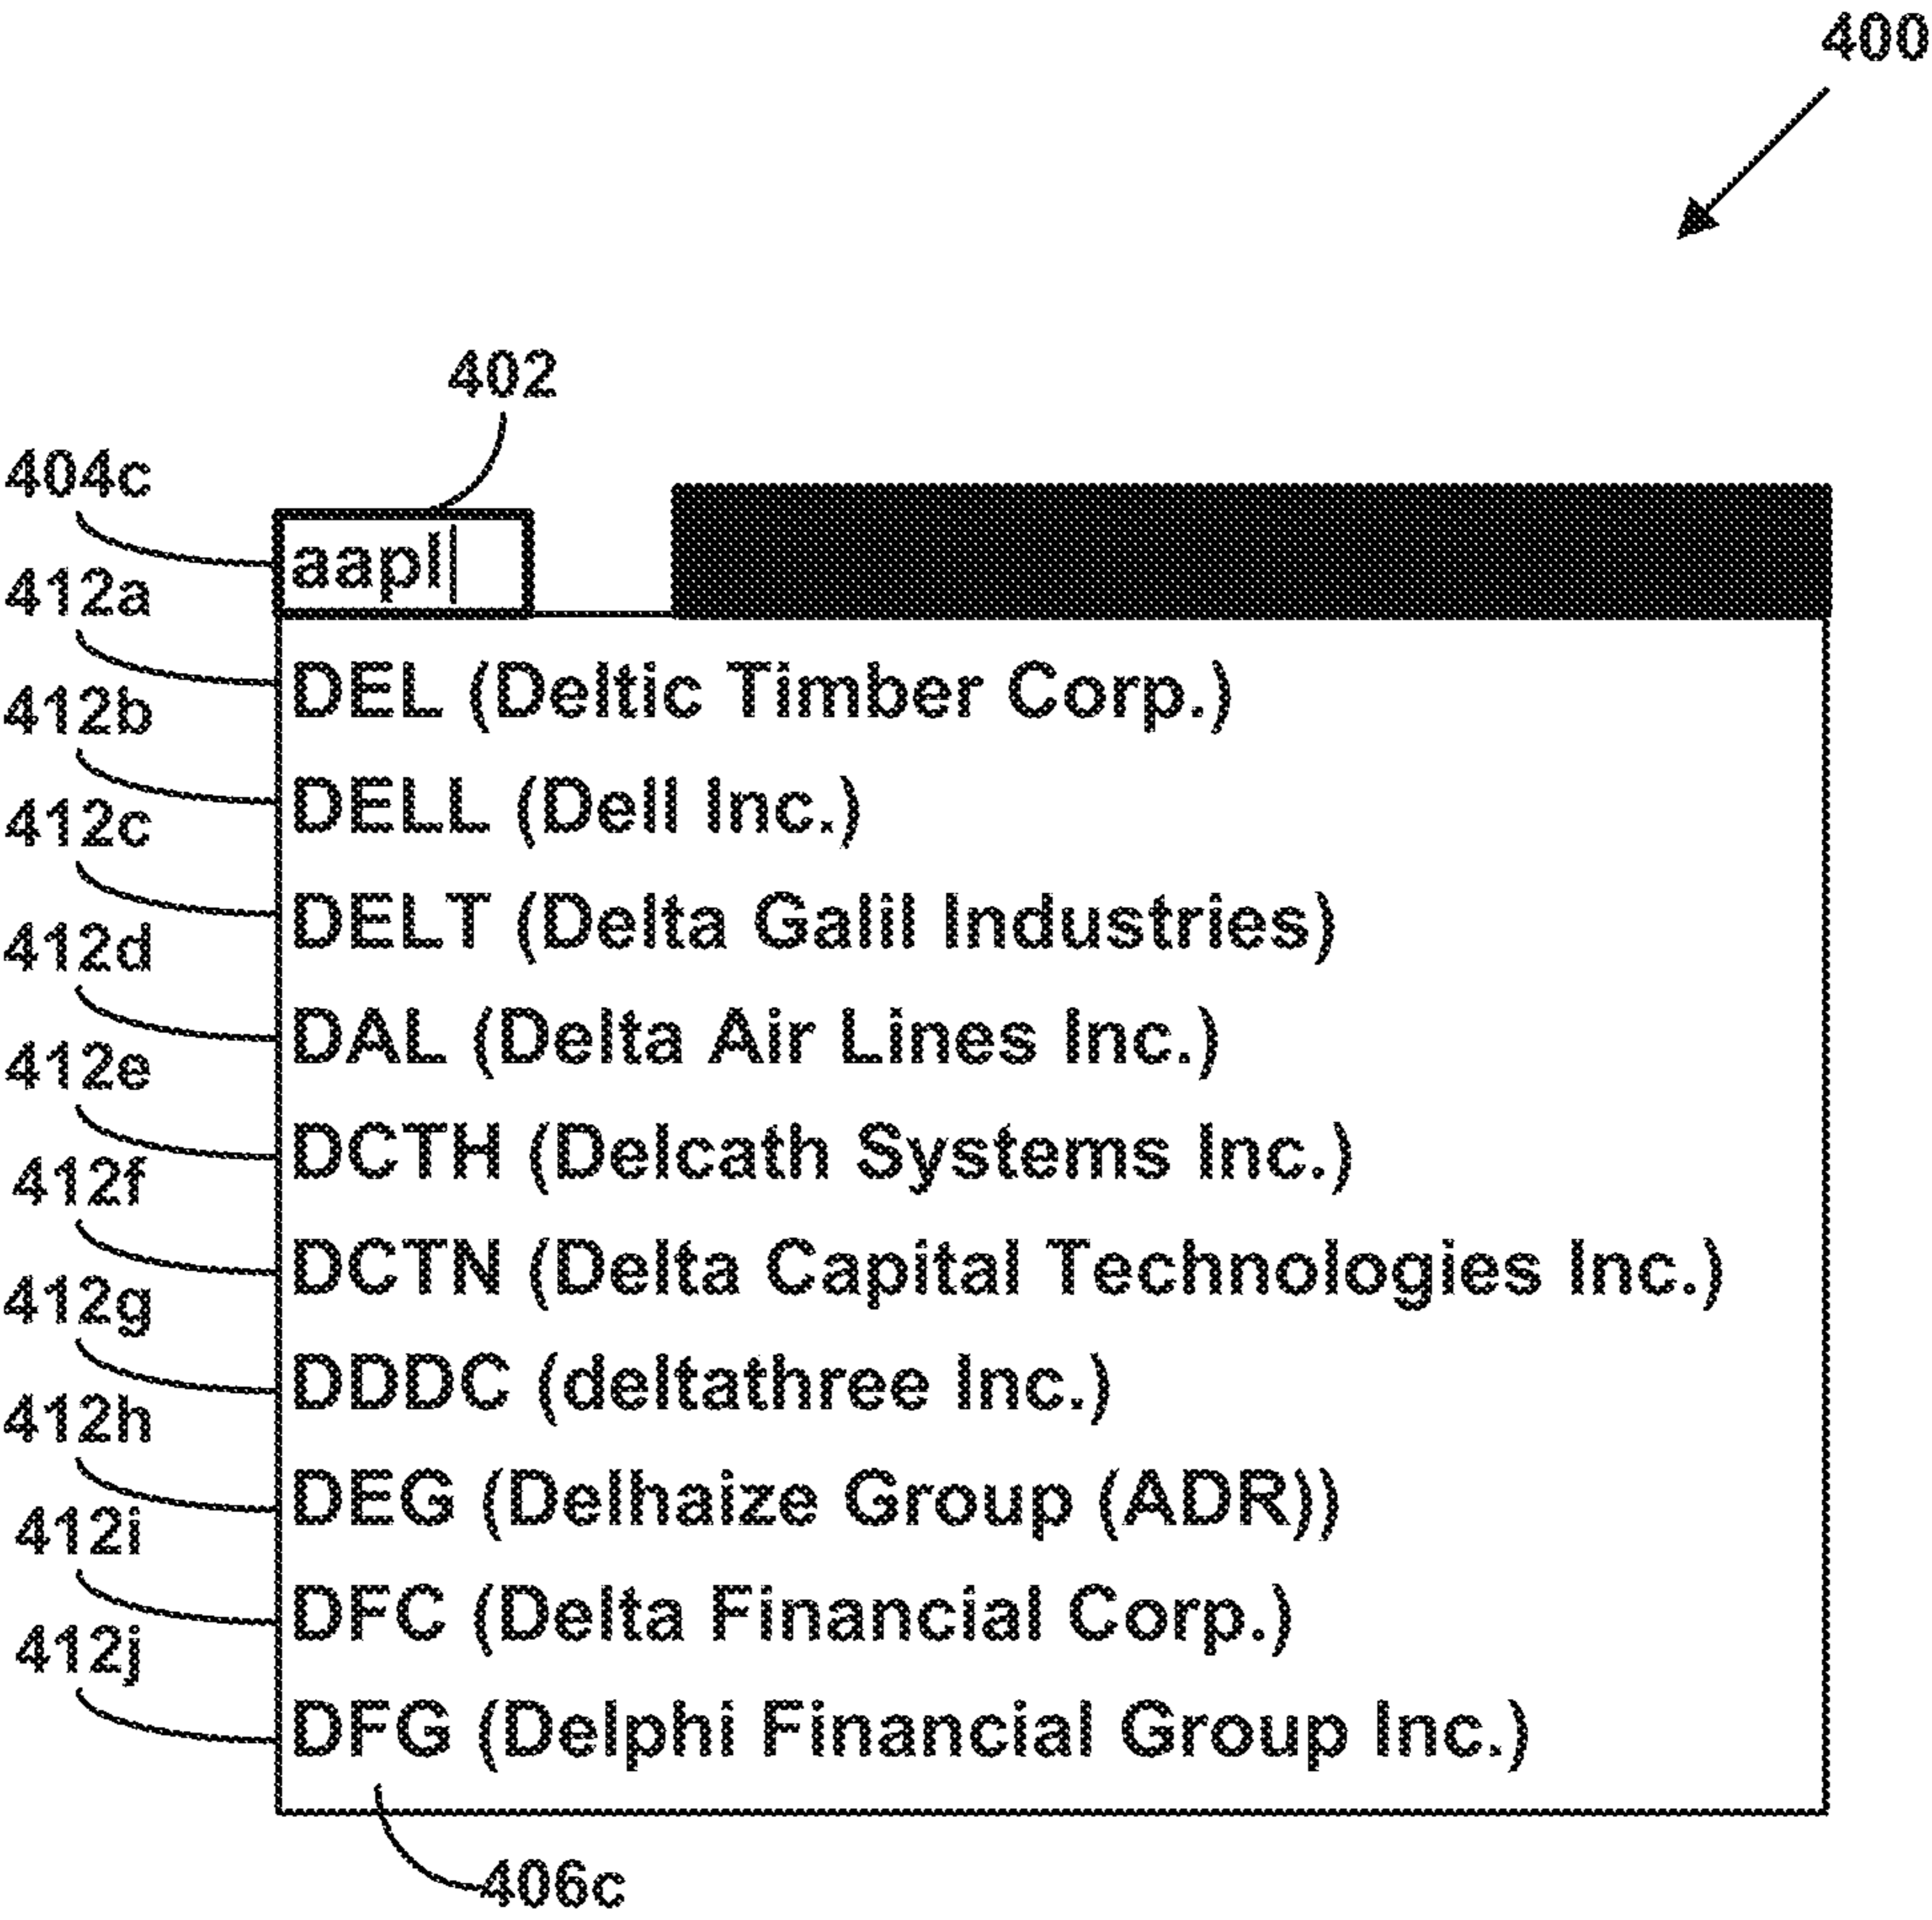 400
402
404c
aapl
412a
DEL (Deltic Timber Corp.)
412b
DELL (Dell Inc.)
412c
DELT (Delta Galil Industries)
412d
DAL (Delta Air Lines Inc.)
412e
DCTH (Delcath Systems Inc.)
412f
DCTN (Delta Capital Technologies Inc.)
412g
DDDC (deltathree Inc.)
412h
DEG (Delhaize Group (ADR))
412i
DFC (Delta Financial Corp.)
412j
DFG (Delphi Financial Group Inc.)
406c